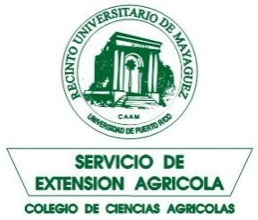 RECINTO UNIVERSITARIO DE MAYAGUEZ
CAAM
UNIVERSIDAD DE PUERTO RICO
SERVICIO DE
EXTENSION AGRICOLA
COLEGIO DE CIENCIAS AGRICOLAS